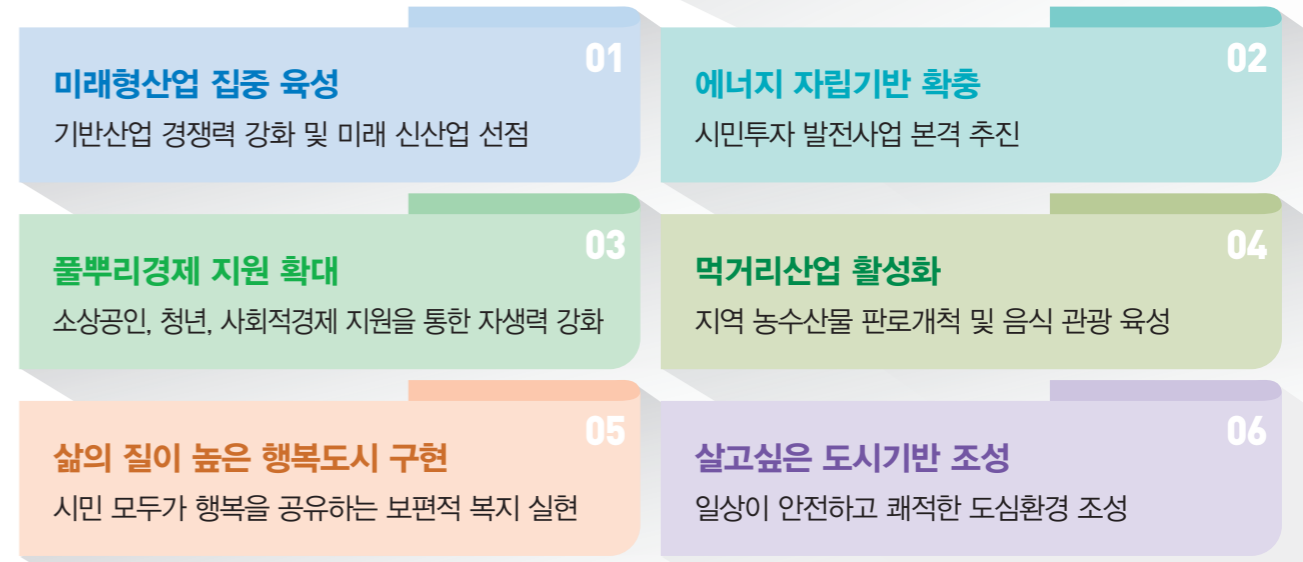 01
미래형산업 집중 육성
기반산업 경쟁력 강화 및 미래 신산업 선점
02
에너지 자립기반 확충
시민투자 발전사업 본격 추진
03
풀뿌리경제 지원 확대
소상공인, 청년, 사회적경제 지원을 통한 자생력 강화
04
먹거리산업 활성화
지역 농수산물 판로개척 및 음식 관광 육성
05
삶의 질이 높은 행복도시 구현
시민 모두가 행복을 공유하는 보편적 복지 실현
06
살고싶은 도시기반 조성
일상이 안전하고 쾌적한 도심환경 조성